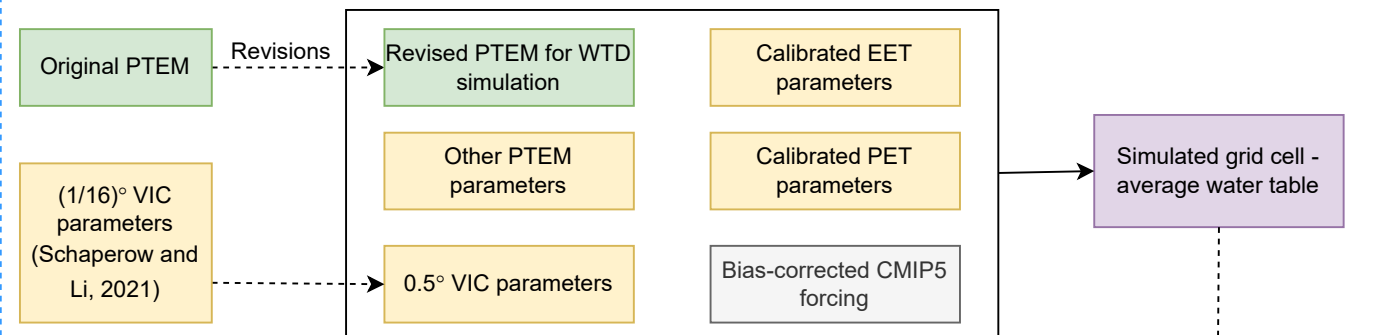 Original PTEM
Revisions
Revised PTEM for WTD
simulation
Calibrated EET
parameters
Other PTEM
parameters
Calibrated PET
parameters
Simulated grid cell -
average water table
(1/16)° VIC
parameters
(Schaperow and
Li, 2021)
0.5° VIC parameters
Bias-corrected CMIP5
forcing